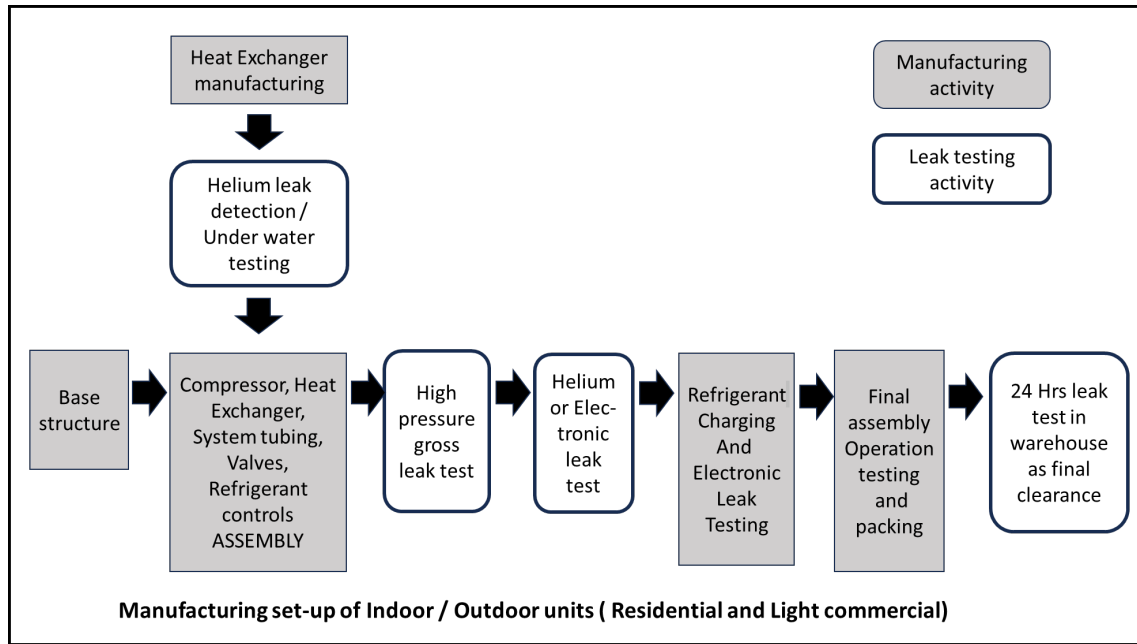 Heat Exchanger
manufacturing
Manufacturing
activity
Helium leak
detection /
Under water
testing
Leak testing
activity
Base
structure
Compressor, Heat
Exchanger,
System tubing,
Valves,
Refrigerant
controls
ASSEMBLY
High
pressure
gross
leak test
Helium
or Elec-
tronic
leak
test
Refrigerant
Charging
And
Electronic
Leak
Testing
Final
assembly
Operation
testing
and
packing
24 Hrs leak
test in
warehouse
as final
clearance
Manufacturing set-up of Indoor / Outdoor units ( Residential and Light commercial)